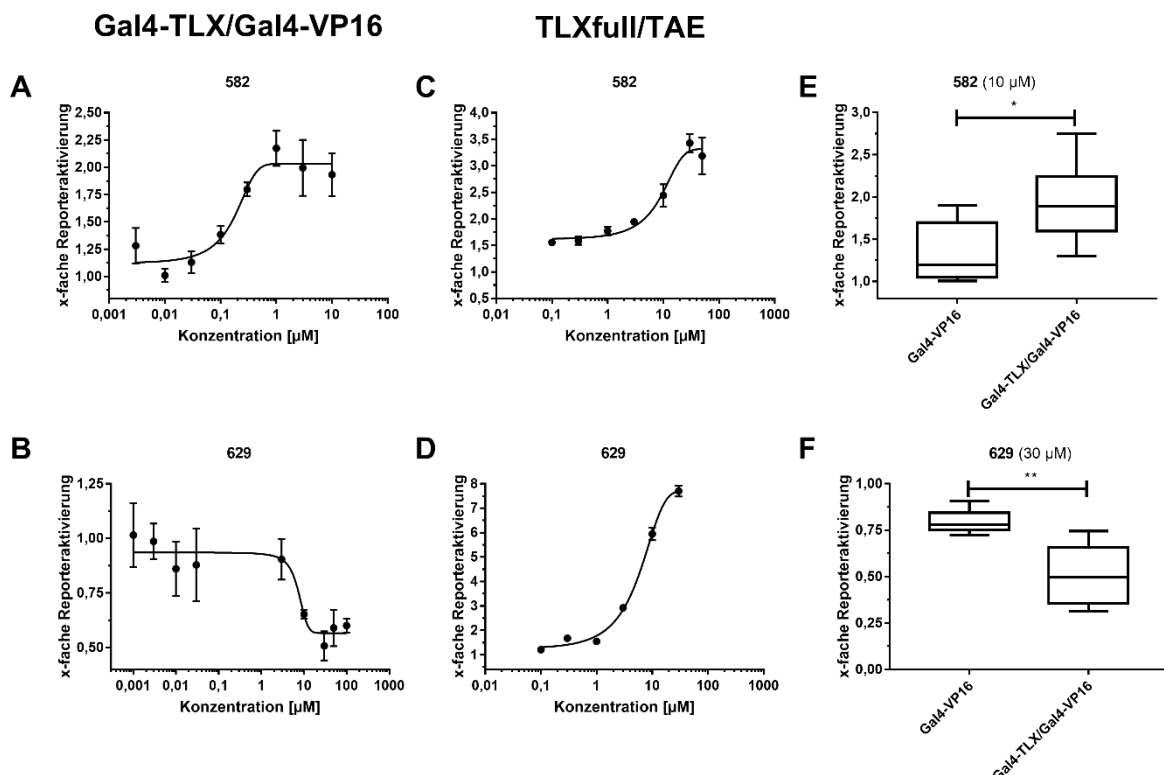 Gal4-TLX/Gal4-VP16
TLXfull/TAE
A
582
x-fache Reporteraktivierung
2,50
2,25
2,00
1,75
1,50
1,25
1,00
0,001 0,01 0,1 1 10 100
Konzentration [µM]
C
582
x-fache Reporteraktivierung
4,0
3,5
3,0
2,5
2,0
1,5
1,0
0,5
0,01 0,1 1 10 100 1000
Konzentration [µM]
E
582 (10 µM)
*
x-fache Reporteraktivierung
3,0
2,5
2,0
1,5
1,0
Gal4-VP16
Gal4-TLX/Gal4-VP16
B
629
x-fache Reporteraktivierung
1,25
1,00
0,75
0,50
0,001 0,01 0,1 1 10 100 1000
Konzentration [µM]
D
629
x-fache Reporteraktivierung
8
7
6
5
4
3
2
1
0,01 0,1 1 10 100 1000
Konzentration [µM]
F
629 (30 µM)
**
x-fache Reporteraktivierung
1,00
0,75
0,50
0,25
0,00
Gal4-VP16
Gal4-TLX/Gal4-VP16